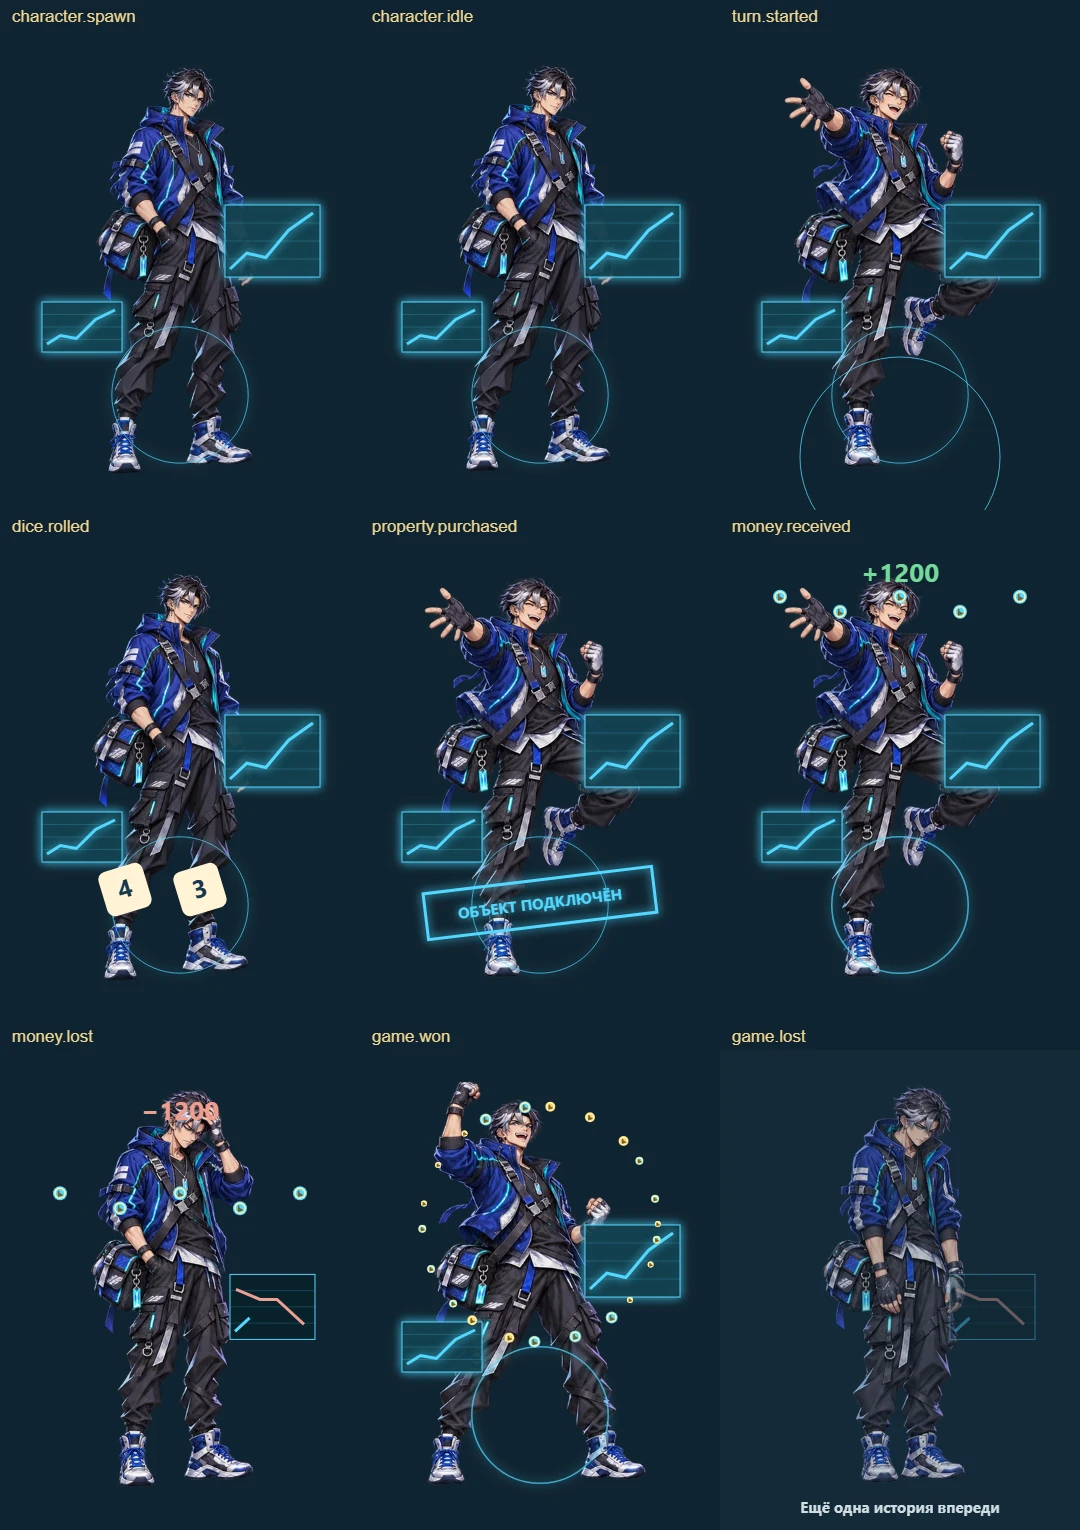 character.spawn
character.idle
turn.started
dice.rolled
property.purchased
money.received
+1200
4
3
ОБЪЕКТ ПОДКЛЮЧЁН
money.lost
game.won
game.lost
−1200
Ещё одна история впереди